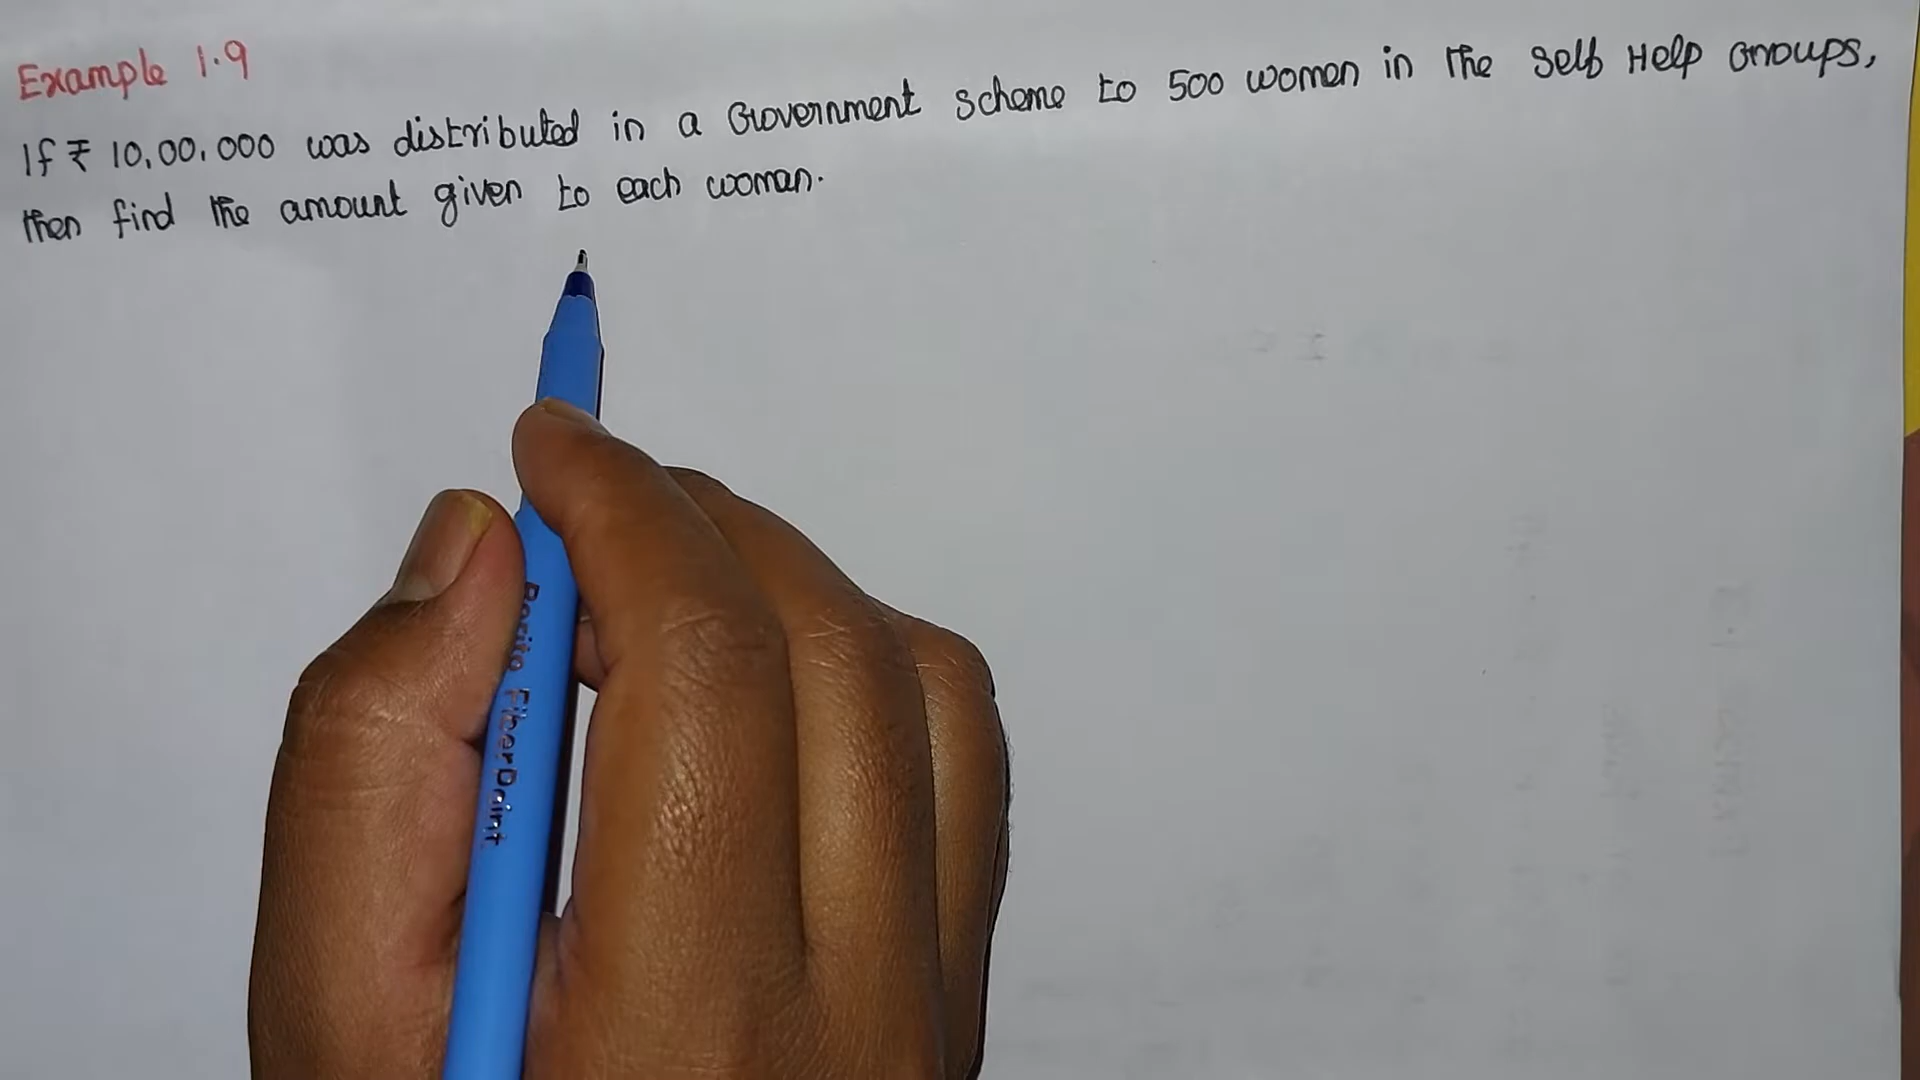 Example 1.9
If ₹ 10,00,000 was distributed in a Government scheme to 500 women in the Self Help Groups,
then find the amount given to each woman.